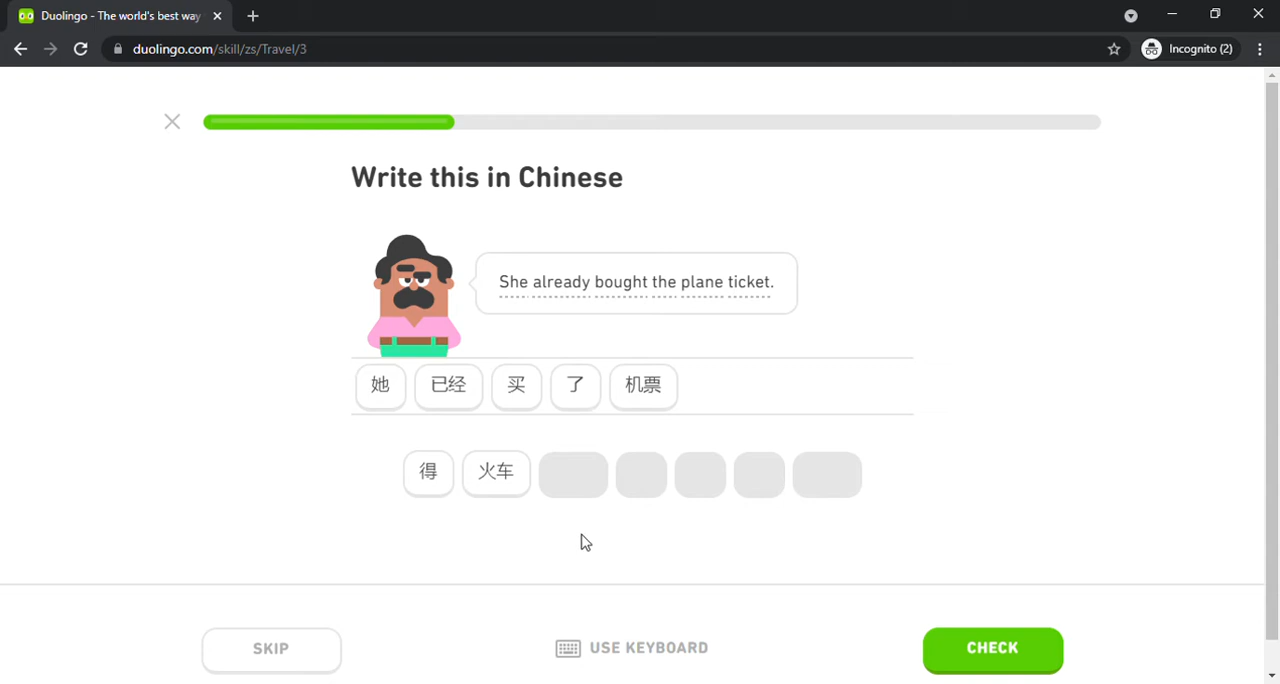 Duolingo - The world's best way
duolingo.com/skill/zs/Travel/3
Incognito (2)
Write this in Chinese
She already bought the plane ticket.
她 已经 买 了 机票
得 火车
SKIP USE KEYBOARD CHECK